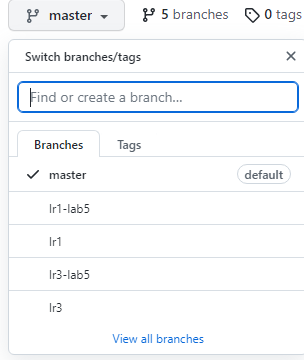 master 5 branches 0 tags
Switch branches/tags
Find or create a branch...
Branches Tags
master default
lr1-lab5
lr1
lr3-lab5
lr3
View all branches